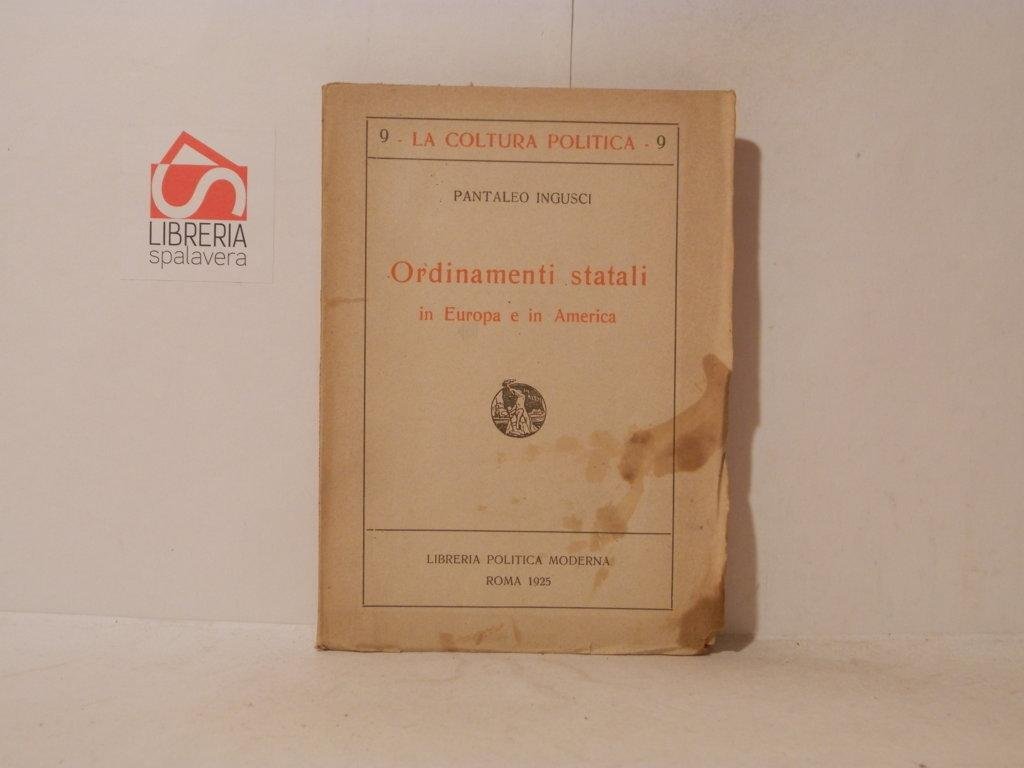 LIBRERIA
spalavera
9 - LA COLTURA POLITICA - 9
PANTALEO INGUSCI
Ordinamenti statali
in Europa e in America
LIBRERIA POLITICA MODERNA
ROMA 1925